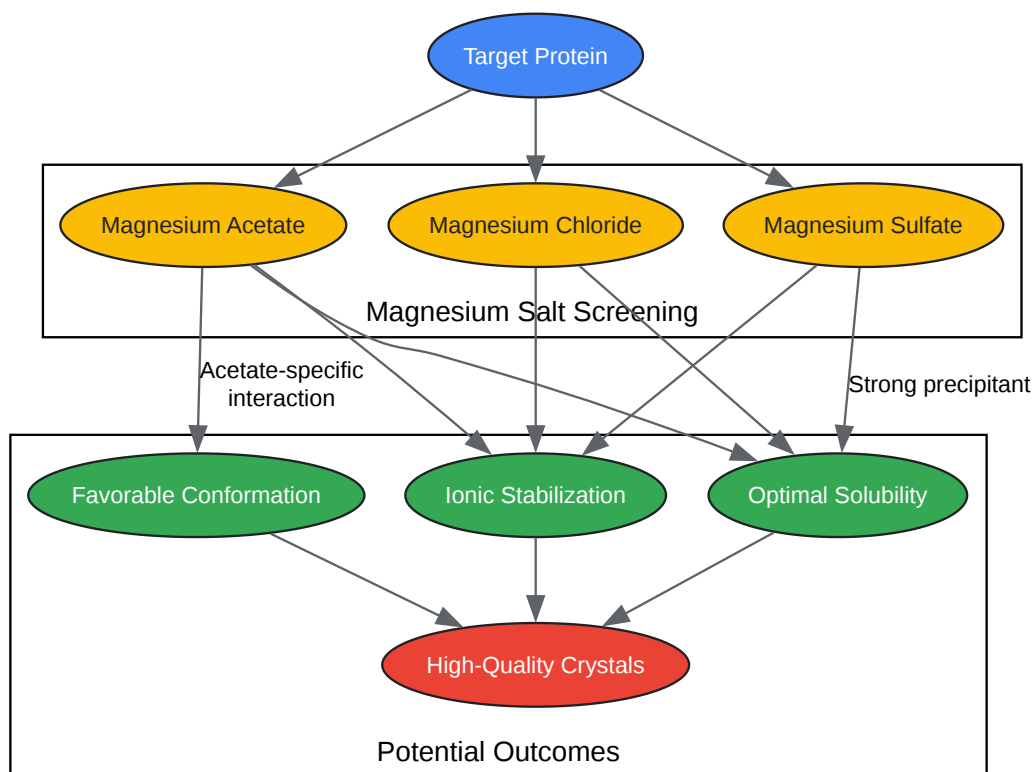 Target Protein
Magnesium Acetate
Magnesium Chloride
Magnesium Sulfate
Magnesium Salt Screening
Acetate-specific
interaction
Strong precipitant
Favorable Conformation
Ionic Stabilization
Optimal Solubility
High-Quality Crystals
Potential Outcomes